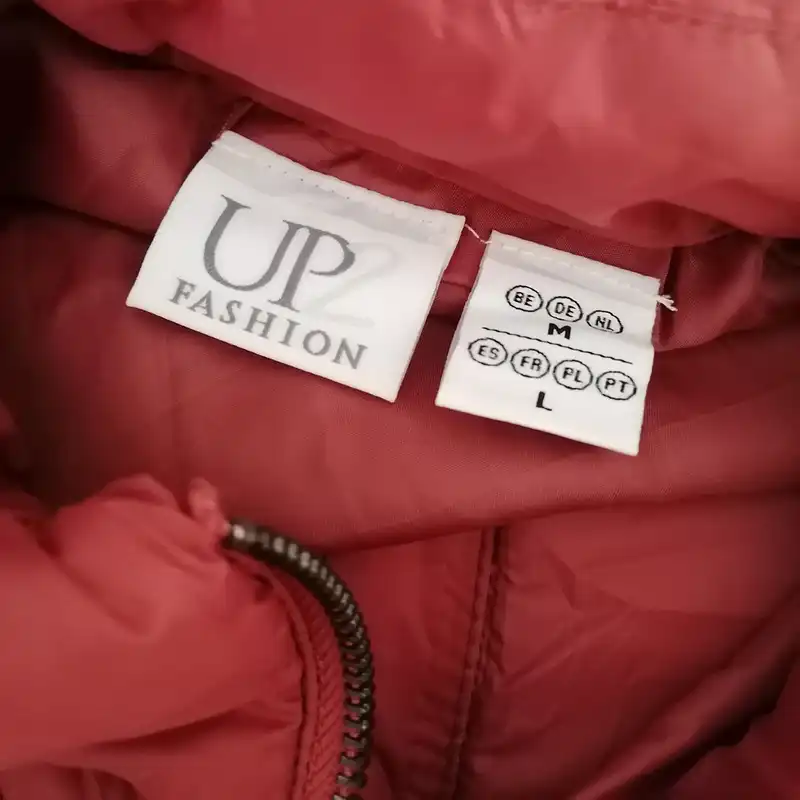 UP2
FASHION
BE DE NL
M
ES FR PL PT
L